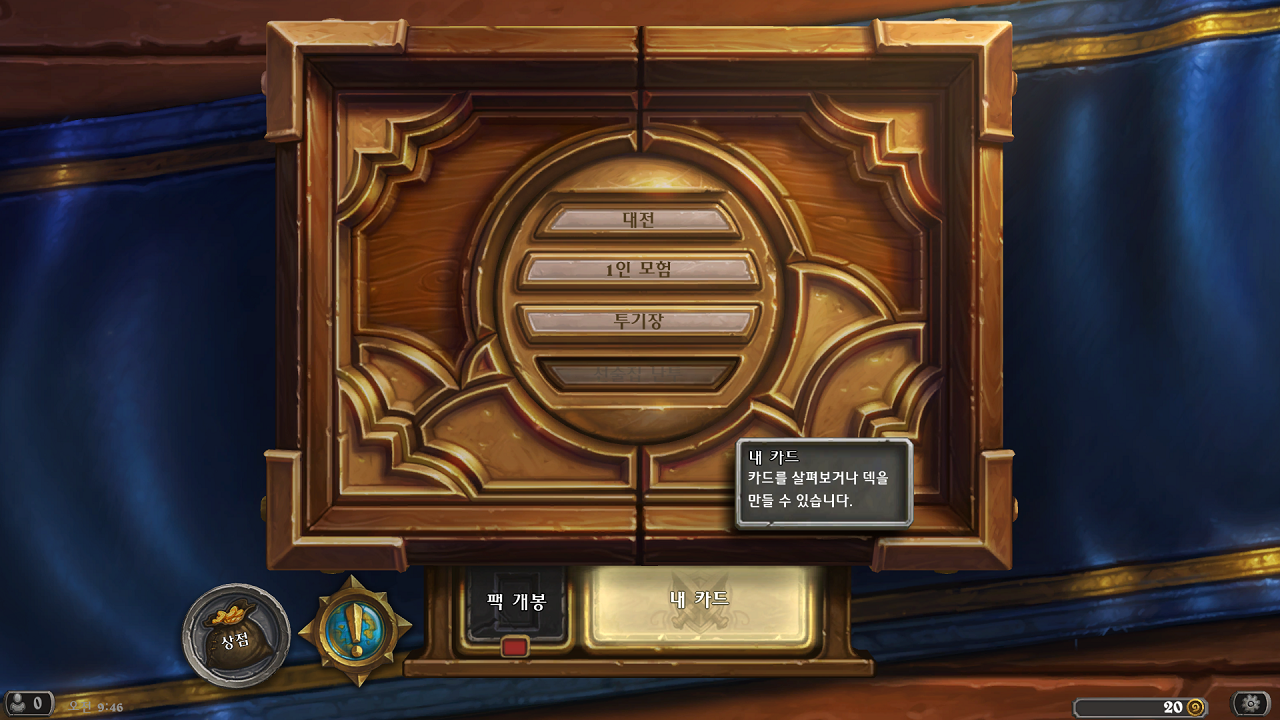 대전
1인 모험
투기장
내 카드
카드를 살펴보거나 덱을
만들 수 있습니다.
팩 개봉
내 카드
상점
0
9:46
20